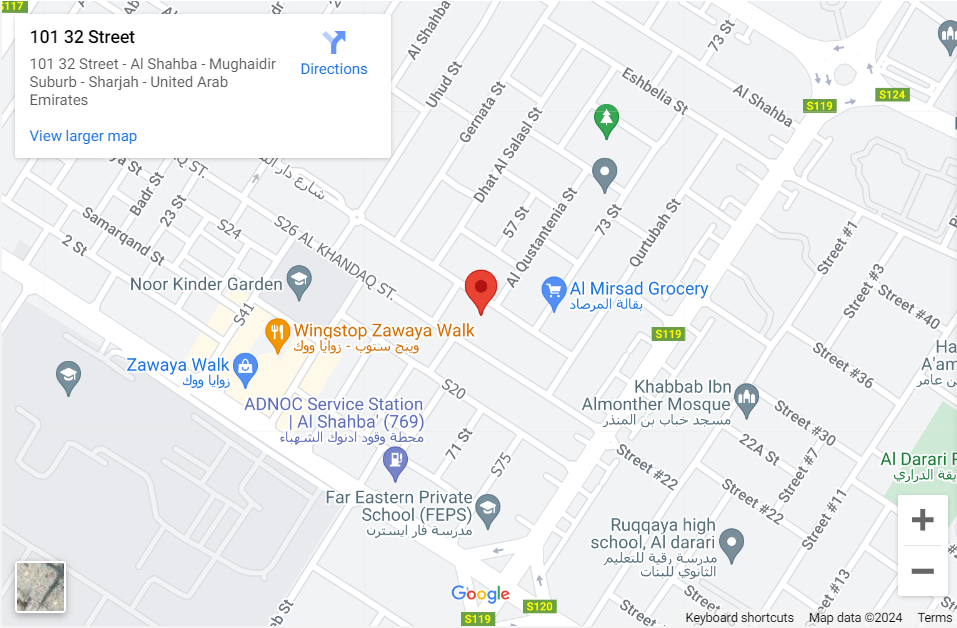 S117
101 32 Street
101 32 Street - Al Shahba - Mughaidir
Suburb - Sharjah - United Arab
Emirates
Directions
View larger map
Al Shahba
73 St
Uhud St
Gernata St
Eshbelia St
Al Shahba
S119
S124
Dhat Al Salasl St
شارع دار
Badr St
23 St
S24
Samarqand St
2 St
S26 AL KHANDAQ ST.
57 St
Al Qustantenia St
73 St
Qurtubah St
Street #1
Street #3
Street #40
Noor Kinder Garden
S41
Al Mirsad Grocery
بقالة المرصاد
Wingstop Zawaya Walk
وينج ستوب - زوايا ووك
S119
Street #36
Zawaya Walk
زوايا ووك
S20
Khabbab Ibn
Almonther Mosque
مسجد خباب بن المنذر
ADNOC Service Station
| Al Shahba' (769)
محطة وقود ادنوك الشهباء
71 St
S75
Street #30
22A St
Street #7
Street #22
Street #22
Street #11
Al Darari
Far Eastern Private
School (FEPS)
مدرسة فار ايسترن
Ruqqaya high
school, Al darari
مدرسة رقية للتعليم
الثانوي للبنات
Street #13
St
Google
S119
S120
Keyboard shortcuts
Map data ©2024
Terms